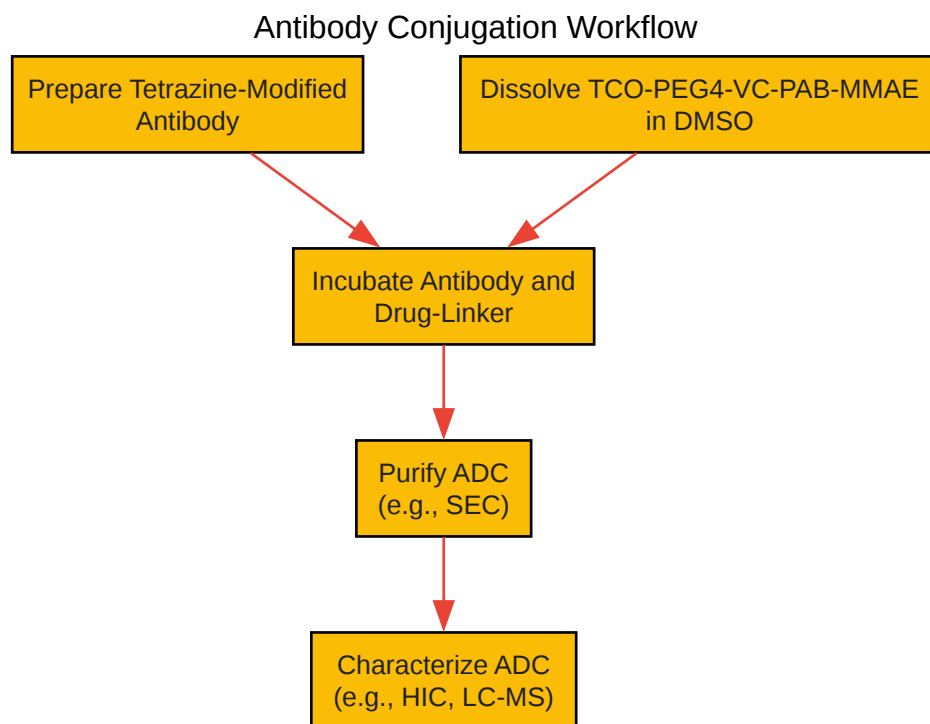 Antibody Conjugation Workflow
Prepare Tetrazine-Modified
Antibody
Dissolve TCO-PEG4-VC-PAB-MMAE
in DMSO
Incubate Antibody and
Drug-Linker
Purify ADC
(e.g., SEC)
Characterize ADC
(e.g., HIC, LC-MS)